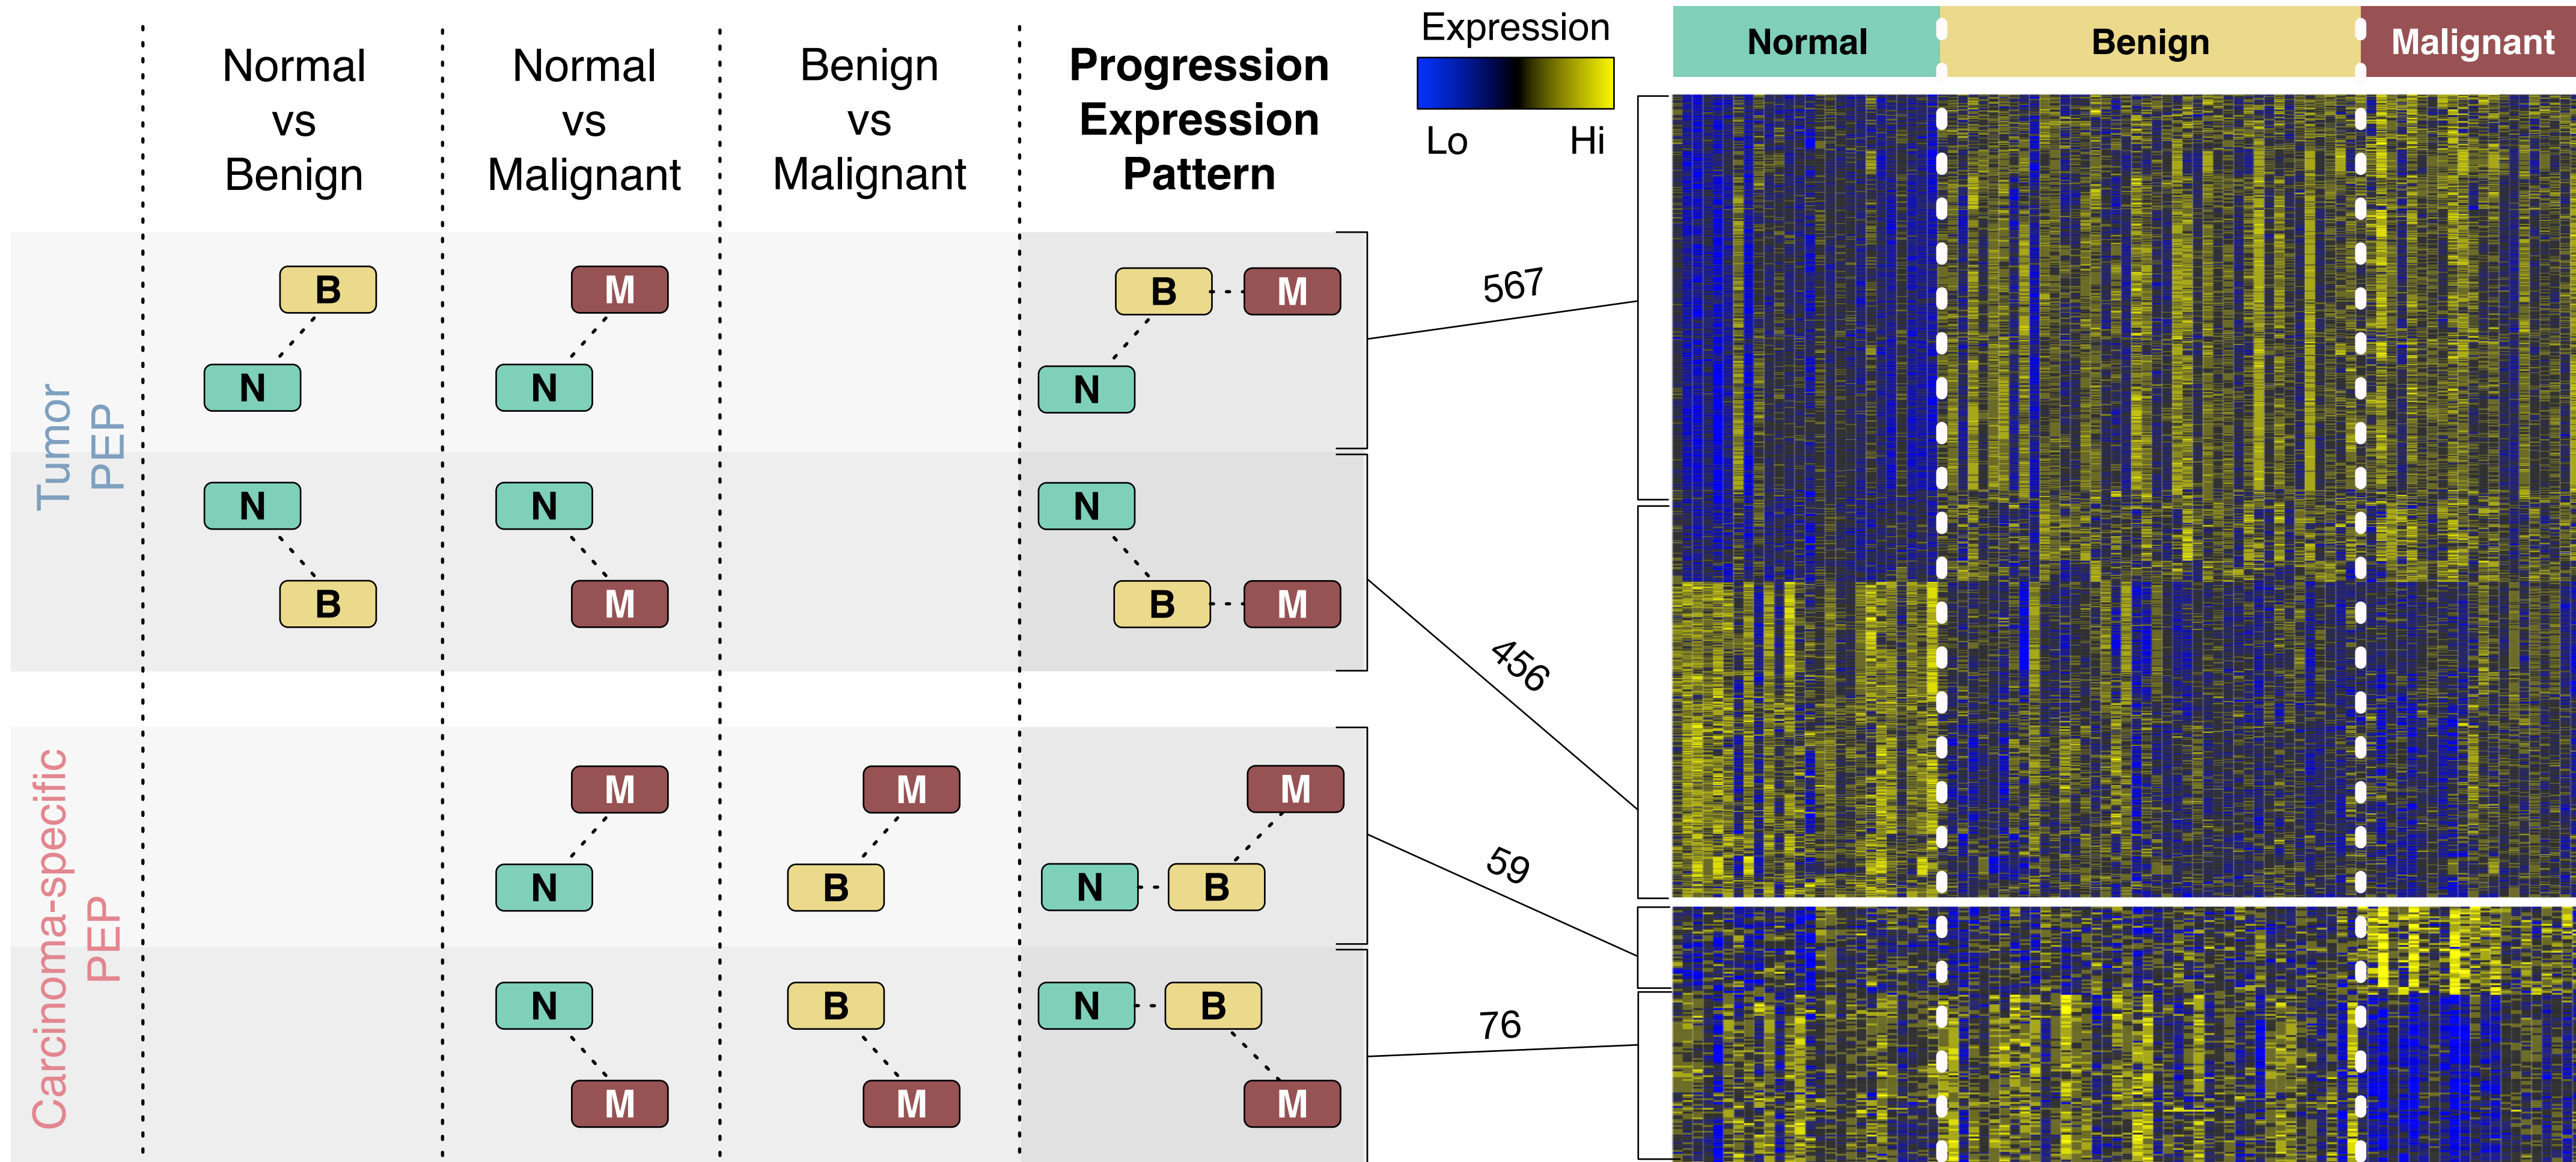 Normal
vs
Benign
Normal
vs
Malignant
Benign
vs
Malignant
Progression
Expression
Pattern
Expression
Lo Hi
Normal Benign Malignant
Tumor
PEP
B M B M
N N N
567
N N N
B M B M
456
Carcinoma-specific
PEP
M M M
N B N B
59
N B N B
M M M
76